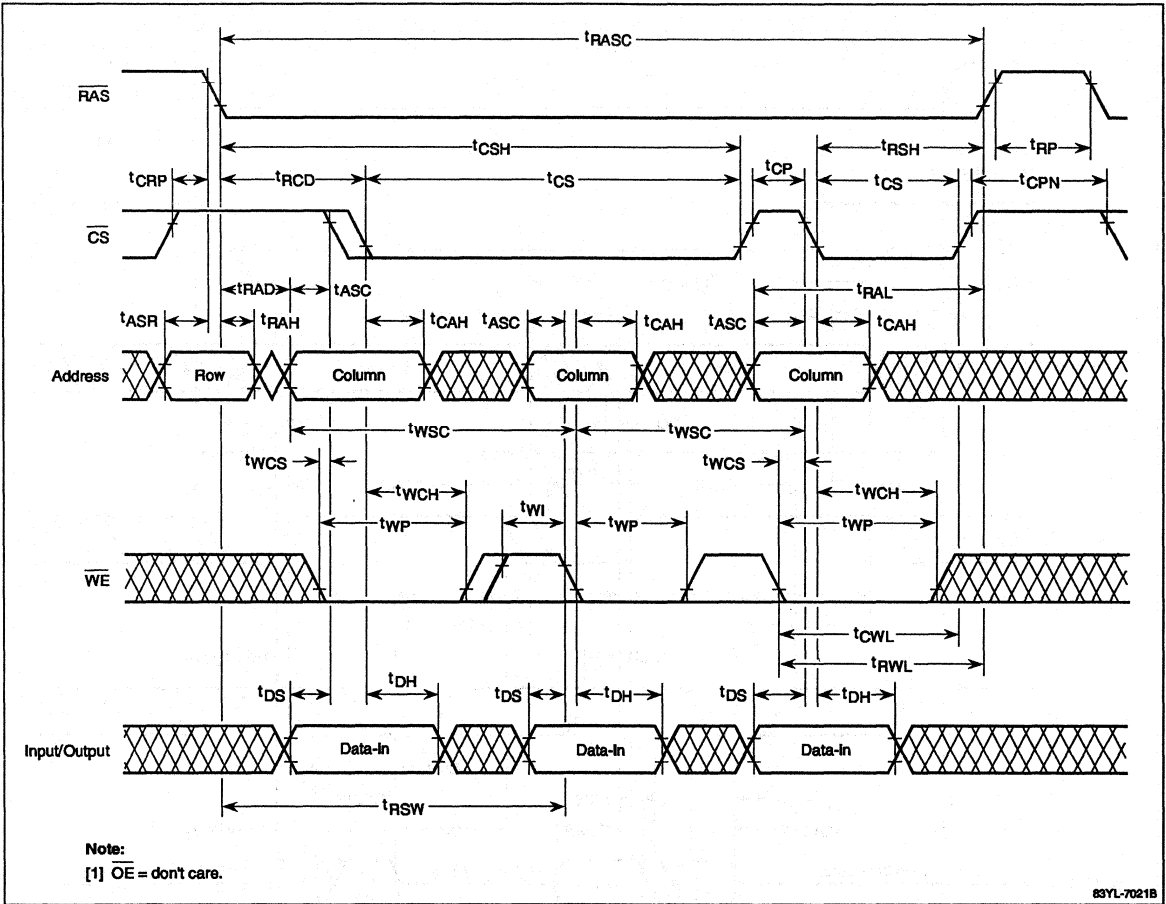 tRASC
RAS
tCSH
tRSH
tRP
tCRP
tRCD
tCS
tCP
tCS
tCPN
CS
tRAD
tASC
tRAL
tASR
tRAH
tCAH
tASC
tCAH
tASC
tCAH
Address
Row
Column
Column
Column
tWSC
tWSC
tWCS
tWCS
tWCH
tWCH
tWP
tWI
tWP
tWP
WE
tCWL
tRWL
tDS
tDH
tDS
tDH
tDS
tDH
Input/Output
Data-In
Data-In
Data-In
tRSW
Note:
[1] OE = don't care.
83YL-7021B